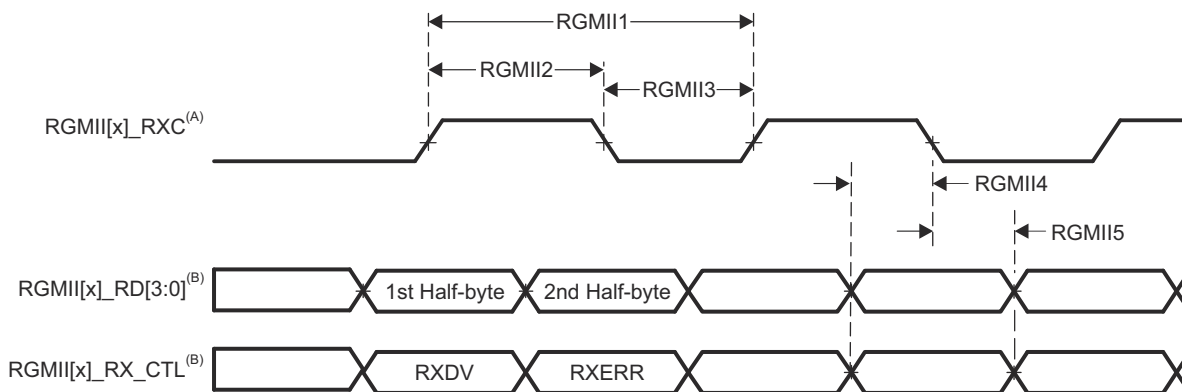 RGMII1
RGMII2
RGMII3
RGMII[x]_RXC(A)
RGMII4
RGMII5
RGMII[x]_RD[3:0](B)
1st Half-byte
2nd Half-byte
RGMII[x]_RX_CTL(B)
RXDV
RXERR